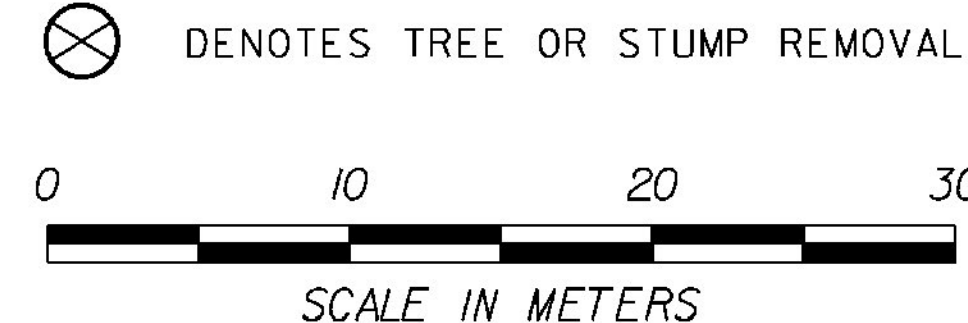 DENOTES TREE OR STUMP REMOVAL
0 10 20 30
SCALE IN METERS